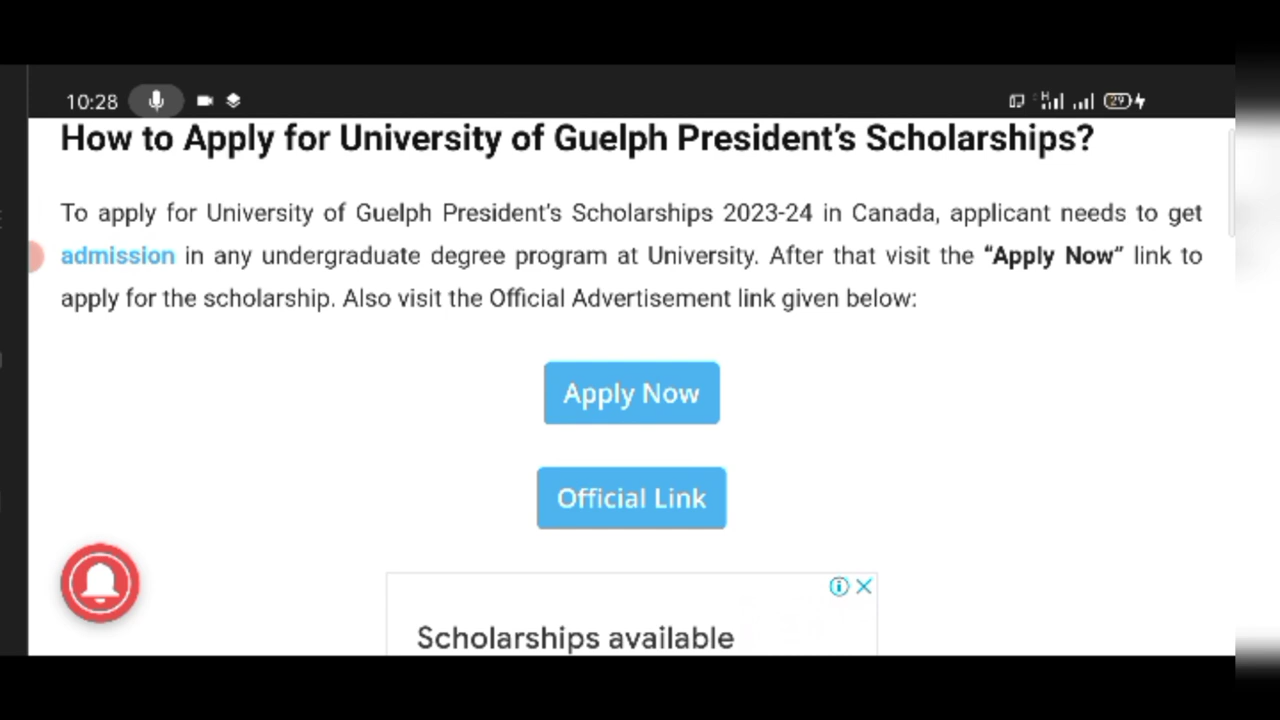 10:28
H
29
How to Apply for University of Guelph President’s Scholarships?
To apply for University of Guelph President’s Scholarships 2023-24 in Canada, applicant needs to get
admission in any undergraduate degree program at University. After that visit the “Apply Now” link to
apply for the scholarship. Also visit the Official Advertisement link given below:
Apply Now
Official Link
Scholarships available